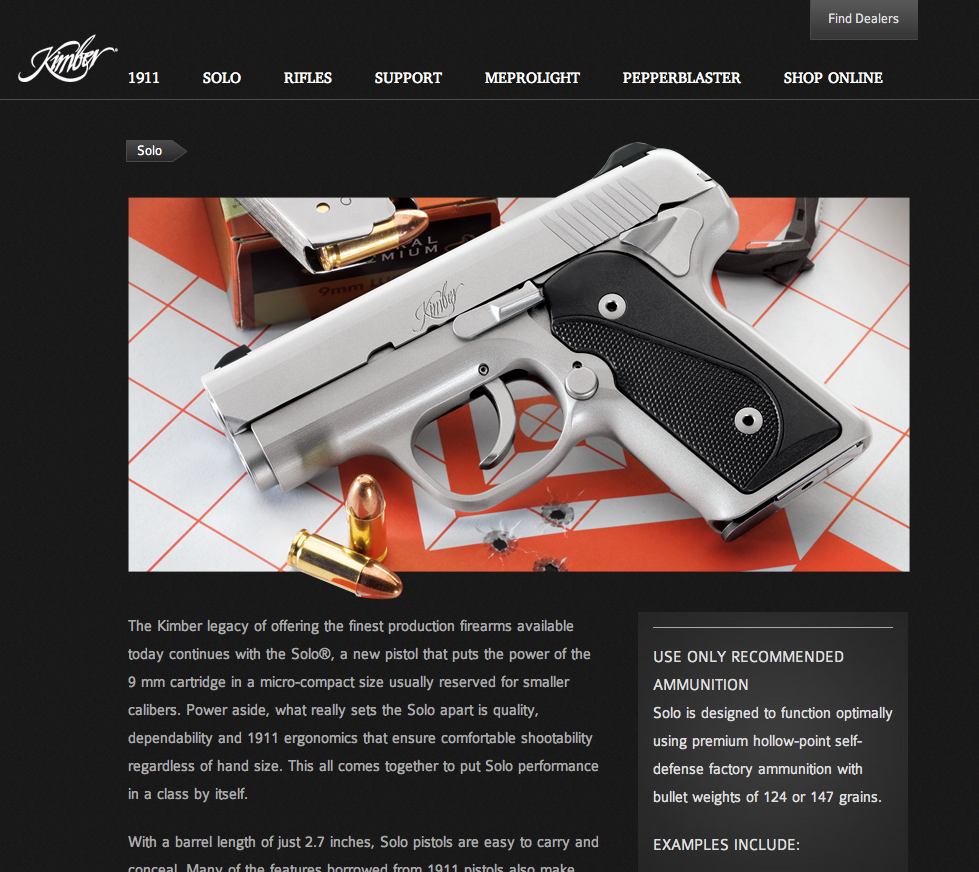 Find Dealers
Kimber
1911 SOLO RIFLES SUPPORT MEPROLIGHT PEPPERBLASTER SHOP ONLINE
Solo
9mm
Kimber
The Kimber legacy of offering the finest production firearms available
today continues with the Solo®, a new pistol that puts the power of the
9 mm cartridge in a micro-compact size usually reserved for smaller
calibers. Power aside, what really sets the Solo apart is quality,
dependability and 1911 ergonomics that ensure comfortable shootability
regardless of hand size. This all comes together to put Solo performance
in a class by itself.
With a barrel length of just 2.7 inches, Solo pistols are easy to carry and
conceal. Many of the features borrowed from 1911 pistols also make
USE ONLY RECOMMENDED
AMMUNITION
Solo is designed to function optimally
using premium hollow-point self-
defense factory ammunition with
bullet weights of 124 or 147 grains.
EXAMPLES INCLUDE: